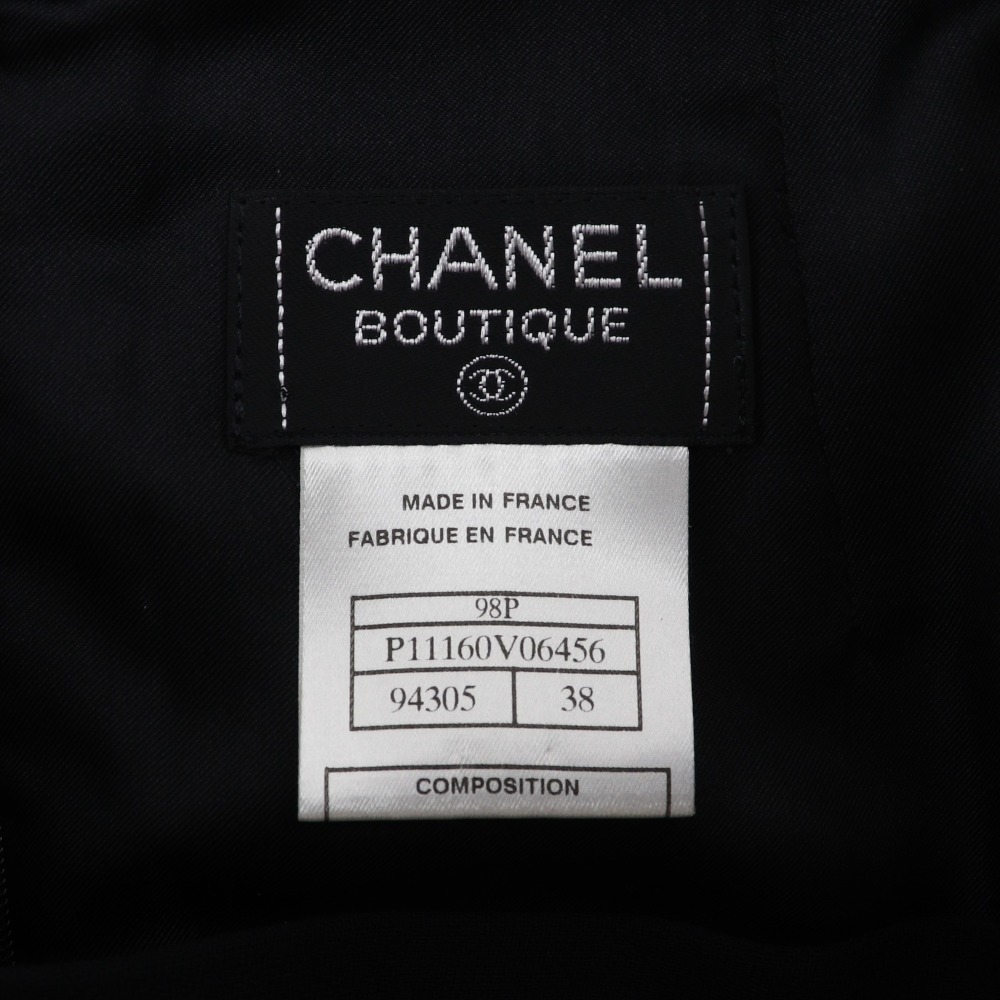 CHANEL
BOUTIQUE
MADE IN FRANCE
FABRIQUE EN FRANCE
98P
P11160V06456
94305 38
COMPOSITION